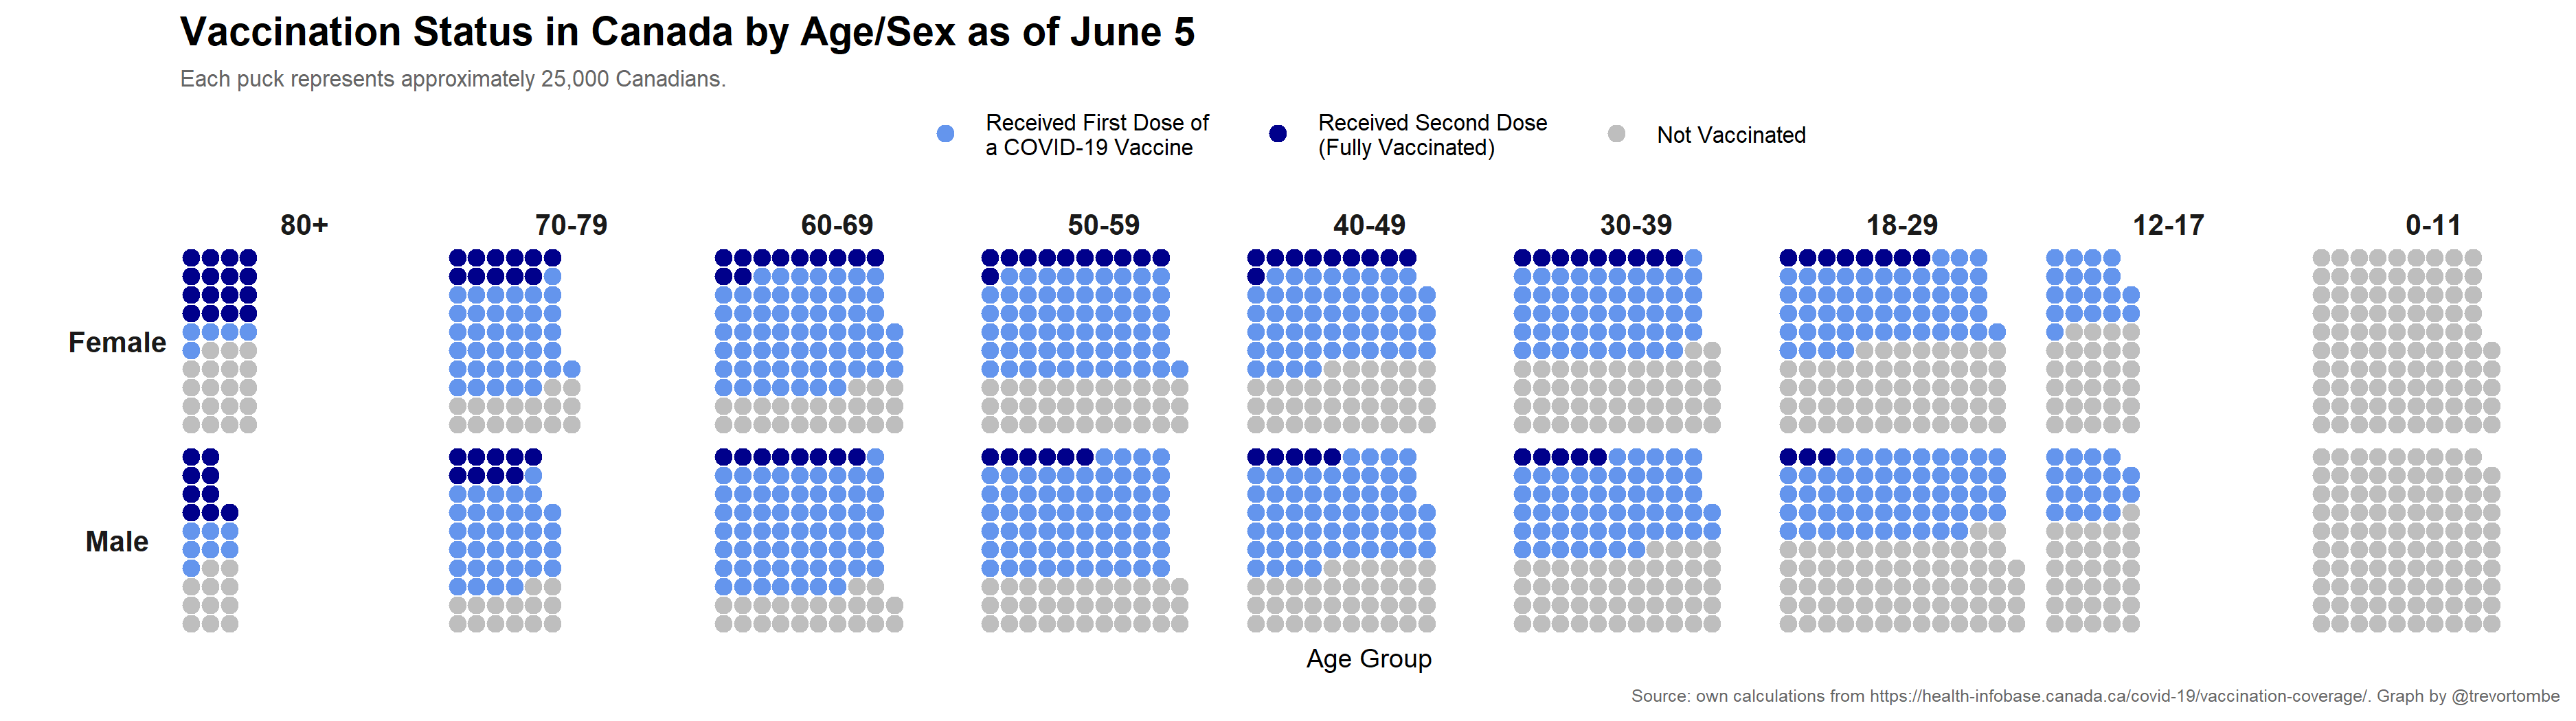 Vaccination Status in Canada by Age/Sex as of June 5
Each puck represents approximately 25,000 Canadians.
Received First Dose of
a COVID-19 Vaccine
Received Second Dose
(Fully Vaccinated)
Not Vaccinated
80+ 70-79 60-69 50-59 40-49 30-39 18-29 12-17 0-11
Female
Male
Age Group
Source: own calculations from https://health-infobase.canada.ca/covid-19/vaccination-coverage/. Graph by @trevortombe